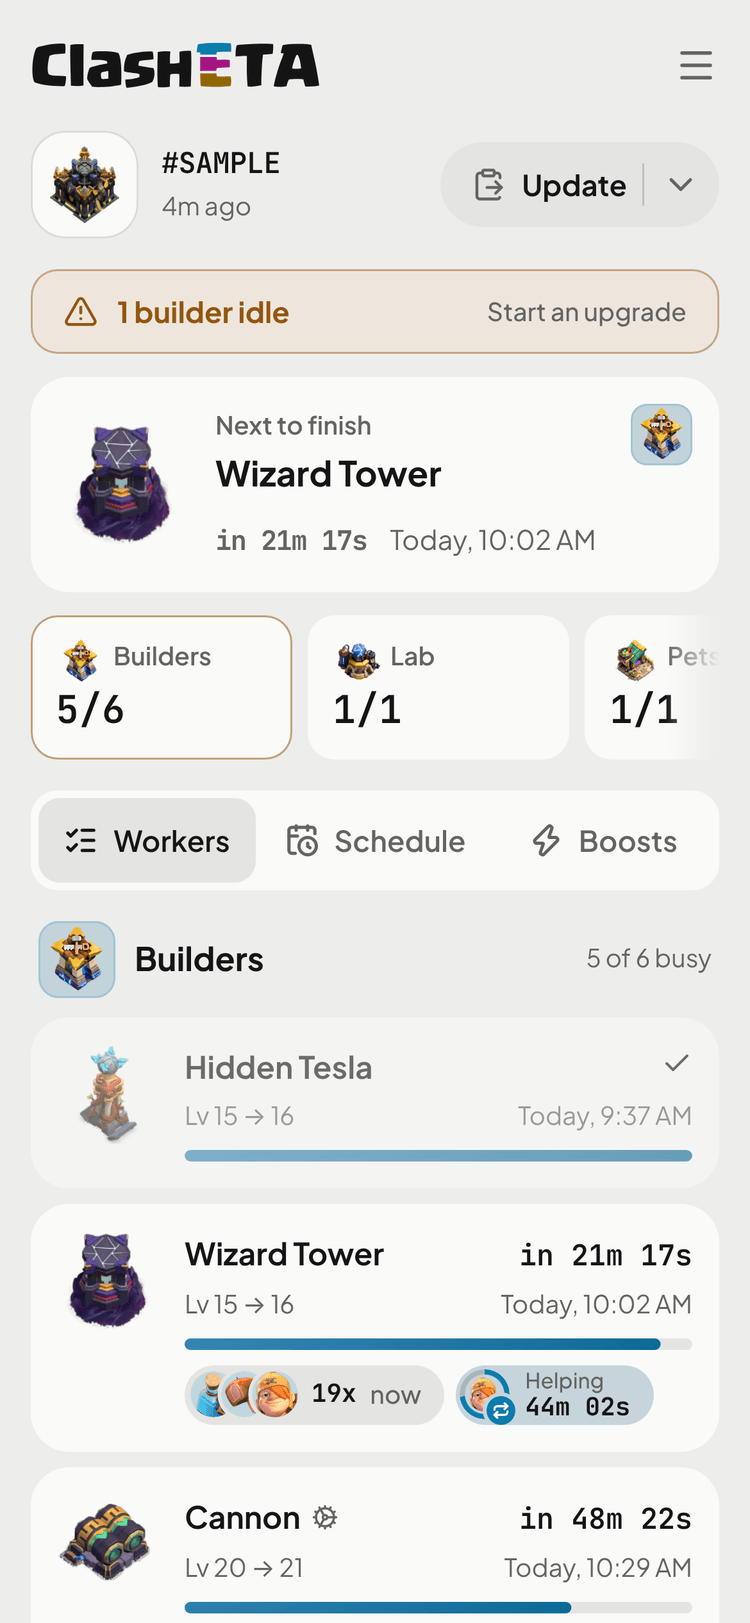 ClasHETA
#SAMPLE
4m ago
Update
1 builder idle
Start an upgrade
Next to finish
Wizard Tower
in 21m 17s Today, 10:02 AM
Builders
5/6
Lab
1/1
Pets
1/1
Workers
Schedule
Boosts
Builders
5 of 6 busy
Hidden Tesla
Lv 15 → 16
Today, 9:37 AM
Wizard Tower
in 21m 17s
Lv 15 → 16
Today, 10:02 AM
19x now
Helping
44m 02s
Cannon
in 48m 22s
Lv 20 → 21
Today, 10:29 AM